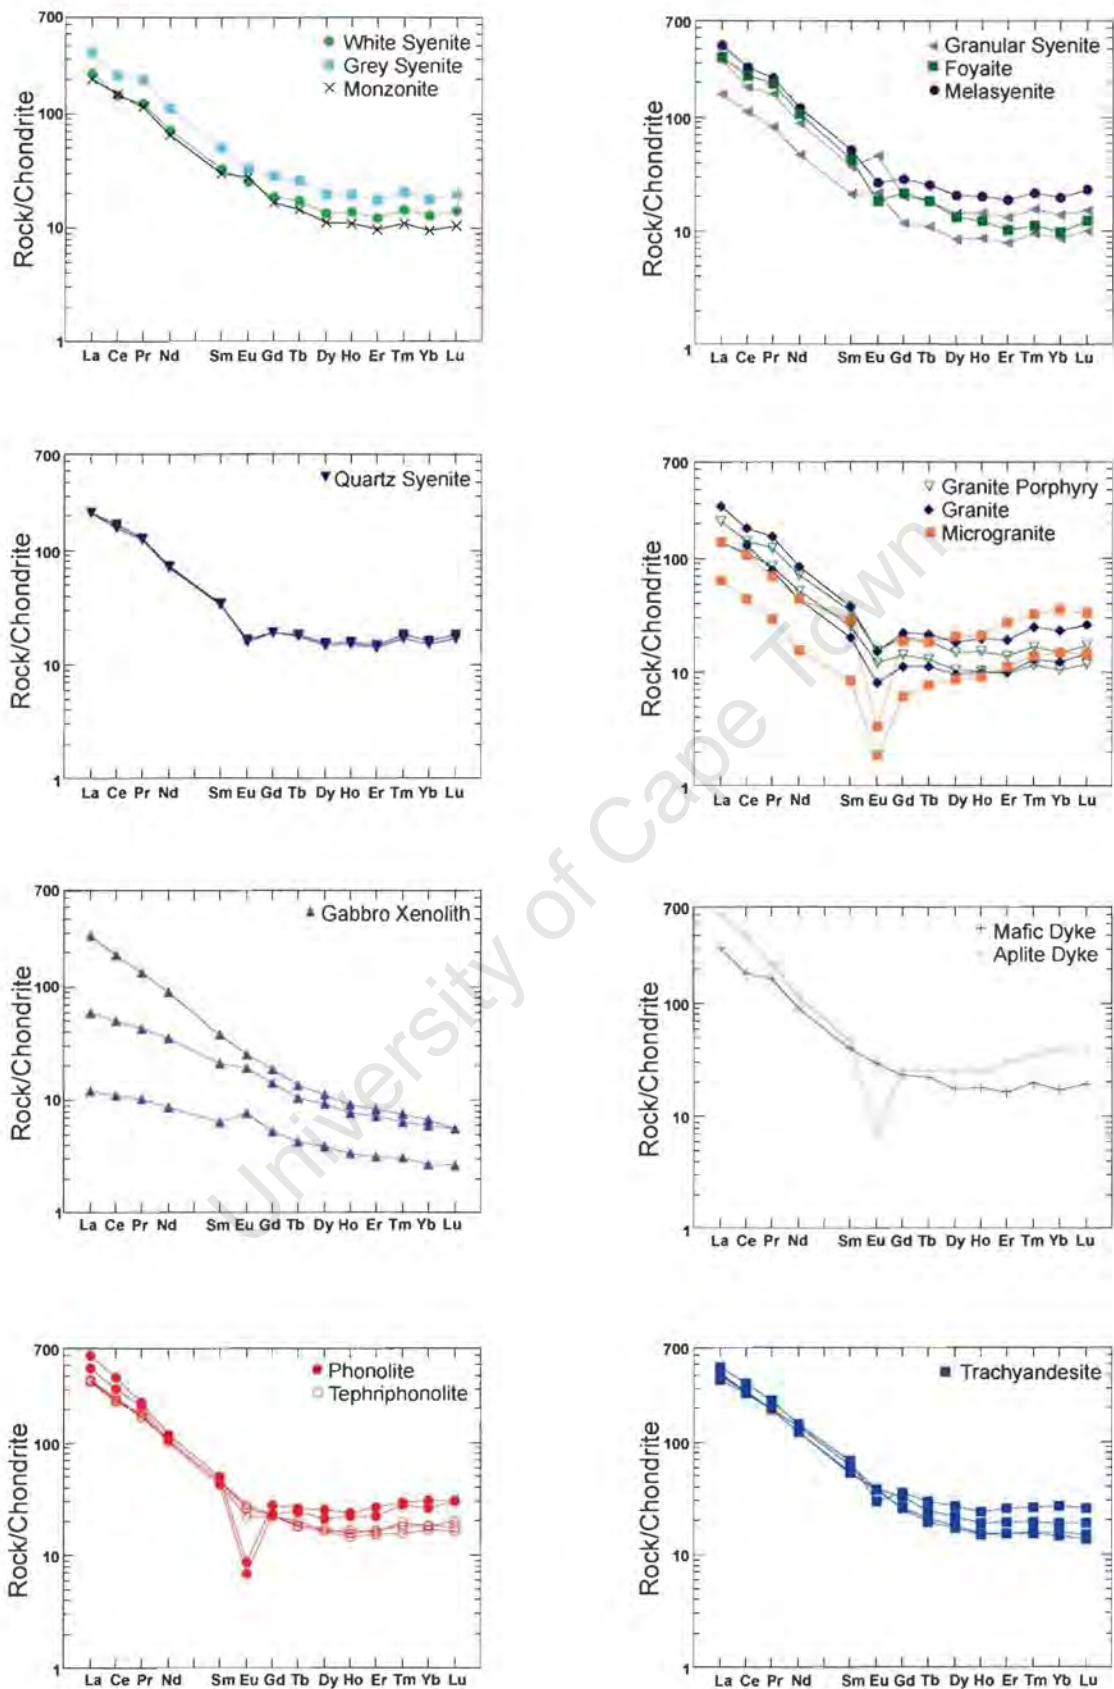 700
100
10
1
Rock/Chondrite
White Syenite
Grey Syenite
Monzonite
La Ce Pr Nd Sm Eu Gd Tb Dy Ho Er Tm Yb Lu
700
100
10
1
Rock/Chondrite
Granular Syenite
Foyaite
Melasyenite
La Ce Pr Nd Sm Eu Gd Tb Dy Ho Er Tm Yb Lu
700
100
10
1
Rock/Chondrite
Quartz Syenite
La Ce Pr Nd Sm Eu Gd Tb Dy Ho Er Tm Yb Lu
700
100
10
1
Rock/Chondrite
Granite Porphyry
Granite
Microgranite
La Ce Pr Nd Sm Eu Gd Tb Dy Ho Er Tm Yb Lu
700
100
10
1
Rock/Chondrite
Gabbro Xenolith
La Ce Pr Nd Sm Eu Gd Tb Dy Ho Er Tm Yb Lu
700
100
10
1
Rock/Chondrite
Mafic Dyke
Aplite Dyke
La Ce Pr Nd Sm Eu Gd Tb Dy Ho Er Tm Yb Lu
700
100
10
1
Rock/Chondrite
Phonolite
Tephriphonolite
La Ce Pr Nd Sm Eu Gd Tb Dy Ho Er Tm Yb Lu
700
100
10
1
Rock/Chondrite
Trachyandesite
La Ce Pr Nd Sm Eu Gd Tb Dy Ho Er Tm Yb Lu
University of Cape Town